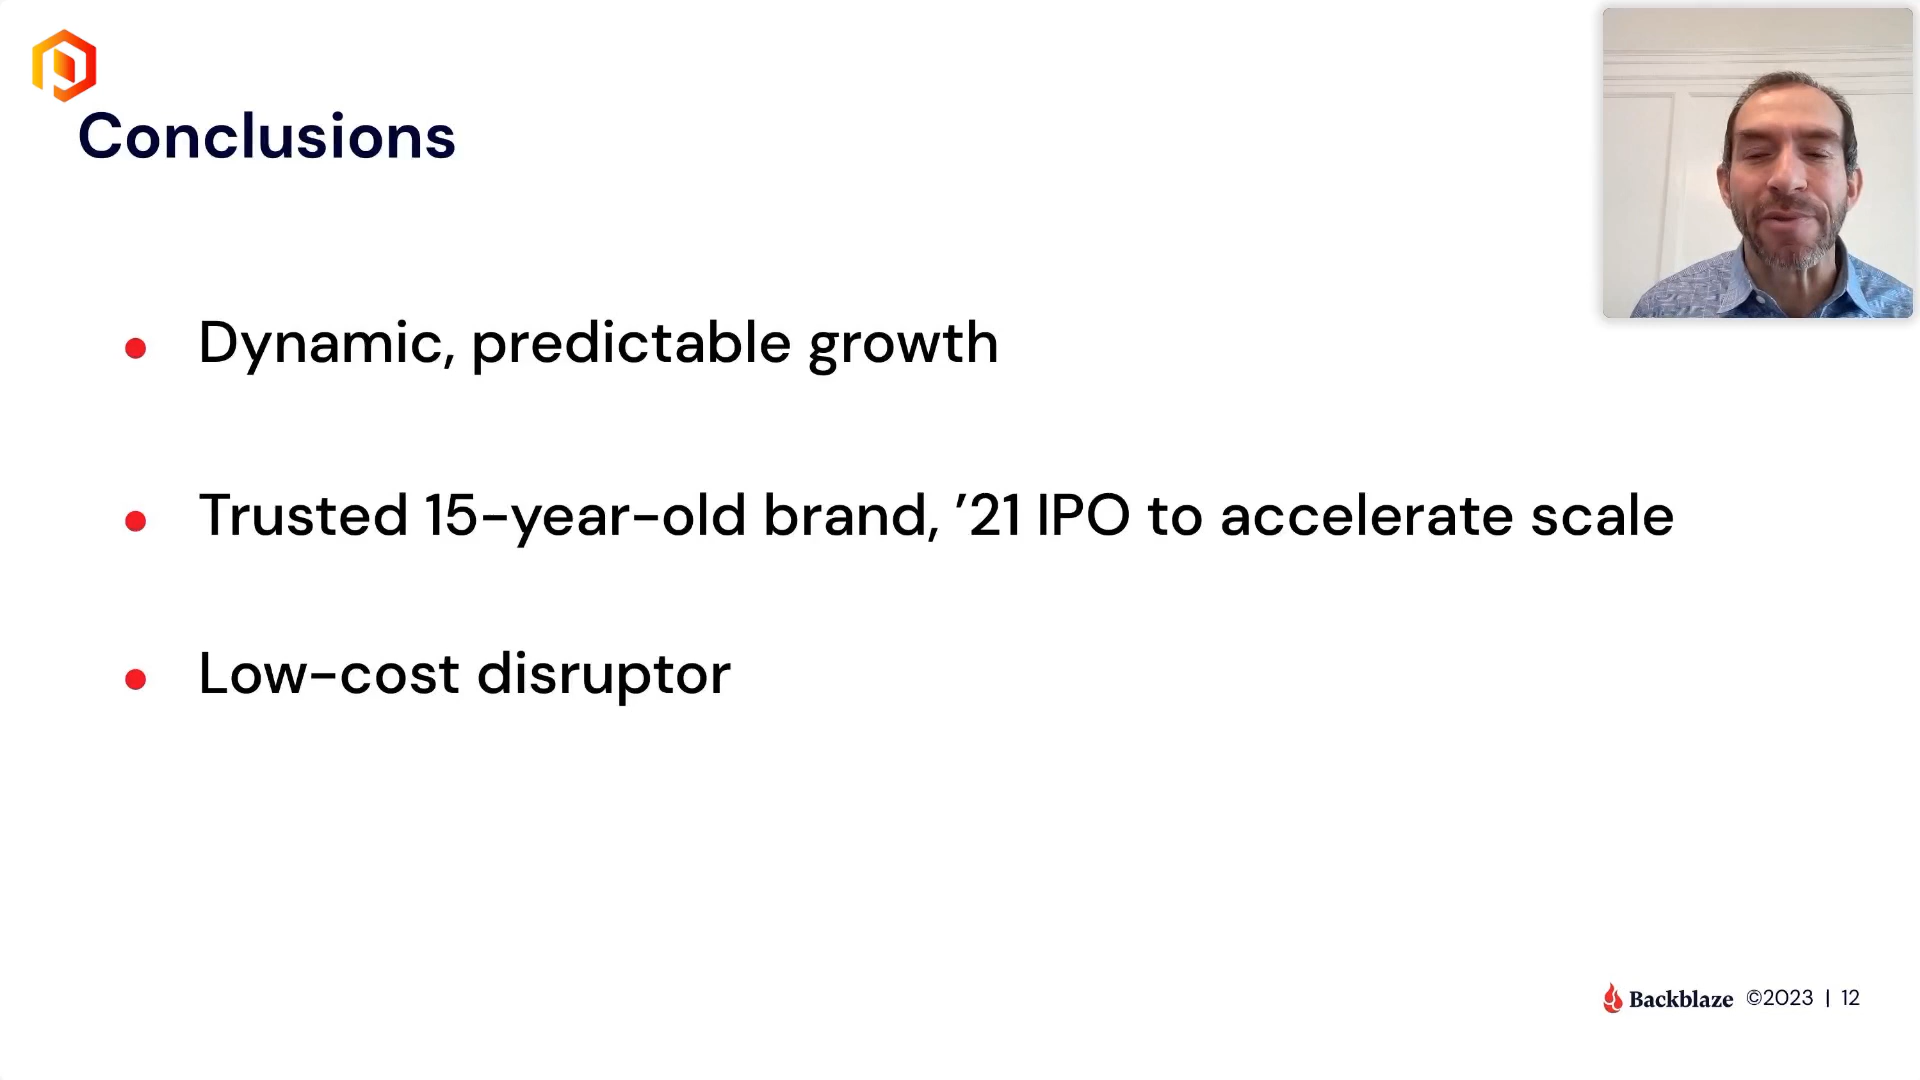 Conclusions
Dynamic, predictable growth
Trusted 15-year-old brand, ’21 IPO to accelerate scale
Low-cost disruptor
Backblaze ©2023 | 12